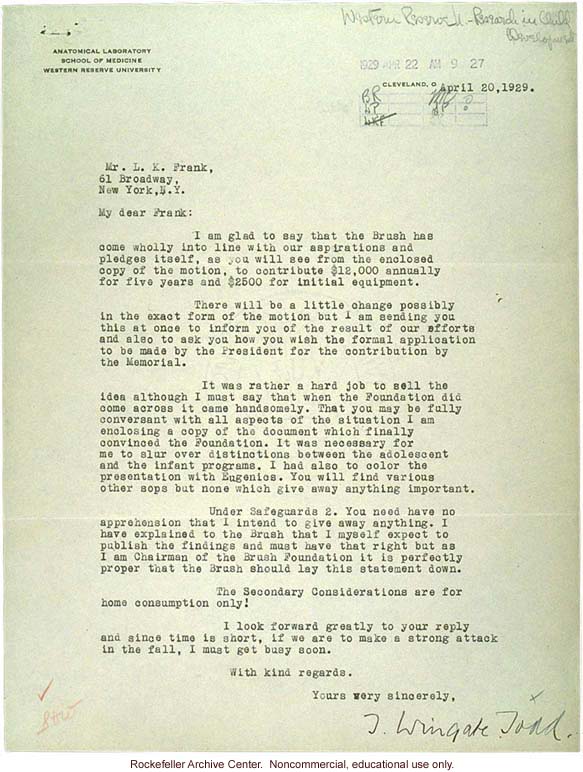 Western Reserve U. - Research in Child
Development
ANATOMICAL LABORATORY
SCHOOL OF MEDICINE
WESTERN RESERVE UNIVERSITY
1929 APR 22 AM 9 27
CLEVELAND, O April 20,1929.
BR
Mr. L. K. Frank,
61 Broadway,
New York,N.Y.
My dear Frank:
I am glad to say that the Brush has
come wholly into line with our aspirations and
pledges itself, as you will see from the enclosed
copy of the motion, to contribute $12,000 annually
for five years and $2500 for initial equipment.
There will be a little change possibly
in the exact form of the motion but I am sending you
this at once to inform you of the result of our efforts
and also to ask you how you wish the formal application
to be made by the President for the contribution by
the Memorial.
It was rather a hard job to sell the
idea although I must say that when the Foundation did
come across it came handsomely. That you may be fully
conversant with all aspects of the situation I am
enclosing a copy of the document which finally
convinced the Foundation. It was necessary for
me to slur over distinctions between the adolescent
and the infant programs. I had also to color the
presentation with Eugenics. You will find various
other sops but none which give away anything important.
Under Safeguards 2. You need have no
apprehension that I intend to give away anything. I
have explained to the Brush that I myself expect to
publish the findings and must have that right but as
I am Chairman of the Brush Foundation it is perfectly
proper that the Brush should lay this statement down.
The Secondary Considerations are for
home consumption only!
I look forward greatly to your reply
and since time is short, if we are to make a strong attack
in the fall, I must get busy soon.
With kind regards.
Yours very sincerely,
T. Wingate Todd.
Rockefeller Archive Center. Noncommercial, educational use only.